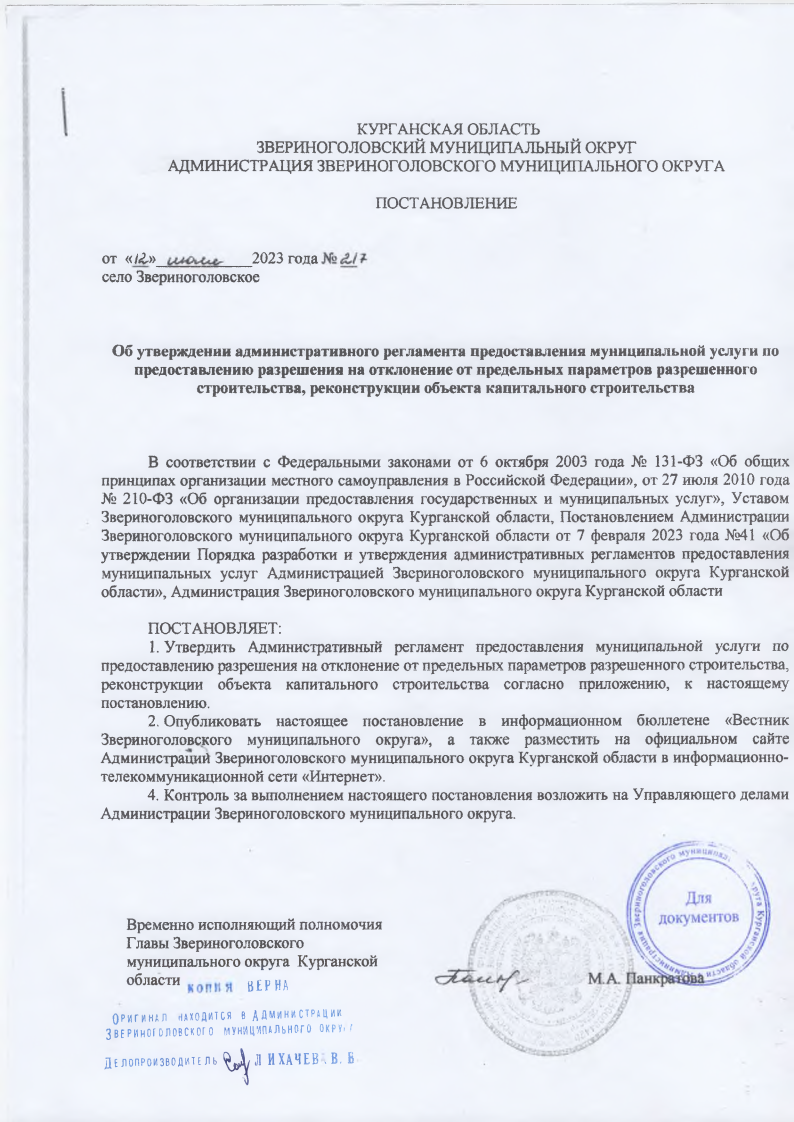 КУРГАНСКАЯ ОБЛАСТЬ
ЗВЕРИНОГОЛОВСКИЙ МУНИЦИПАЛЬНЫЙ ОКРУГ
АДМИНИСТРАЦИЯ ЗВЕРИНОГОЛОВСКОГО МУНИЦИПАЛЬНОГО ОКРУГА
ПОСТАНОВЛЕНИЕ
от «12» 2023 года № 217
село Звериноголовское
Об утверждении административного регламента предоставления муниципальной услуги по
предоставлению разрешения на отклонение от предельных параметров разрешенного
строительства, реконструкции объекта капитального строительства
В соответствии с Федеральными законами от 6 октября 2003 года № 131-ФЗ «Об общих
принципах организации местного самоуправления в Российской Федерации», от 27 июля 2010 года
№ 210-ФЗ «Об организации предоставления государственных и муниципальных услуг», Уставом
Звериноголовского муниципального округа Курганской области, Постановлением Администрации
Звериноголовского муниципального округа Курганской области от 7 февраля 2023 года №41 «Об
утверждении Порядка разработки и утверждения административных регламентов предоставления
муниципальных услуг Администрацией Звериноголовского муниципального округа Курганской
области», Администрация Звериноголовского муниципального округа Курганской области
ПОСТАНОВЛЯЕТ:
1. Утвердить Административный регламент предоставления муниципальной услуги по
предоставлению разрешения на отклонение от предельных параметров разрешенного строительства,
реконструкции объекта капитального строительства согласно приложению, к настоящему
постановлению.
2. Опубликовать настоящее постановление в информационном бюллетене «Вестник
Звериноголовского муниципального округа», а также разместить на официальном сайте
Администраций Звериноголовского муниципального округа Курганской области в информационно-
телекоммуникационной сети «Интернет».
4. Контроль за выполнением настоящего постановления возложить на Управляющего делами
Администрации Звериноголовского муниципального округа.
Для
документов
Временно исполняющий полномочия
Главы Звериноголовского
муниципального округа Курганской
области
М.А. Панкратова
КОПИЯ ВЕРНА
ОРИГИНАЛ НАХОДИТСЯ В АДМИНИСТРАЦИИ
ЗВЕРИНОГОЛОВСКОГО МУНИЦИПАЛЬНОГО ОКРУГА
ДЕЛОПРОИЗВОДИТЕЛЬ ЛИХАЧЕВА В. В.